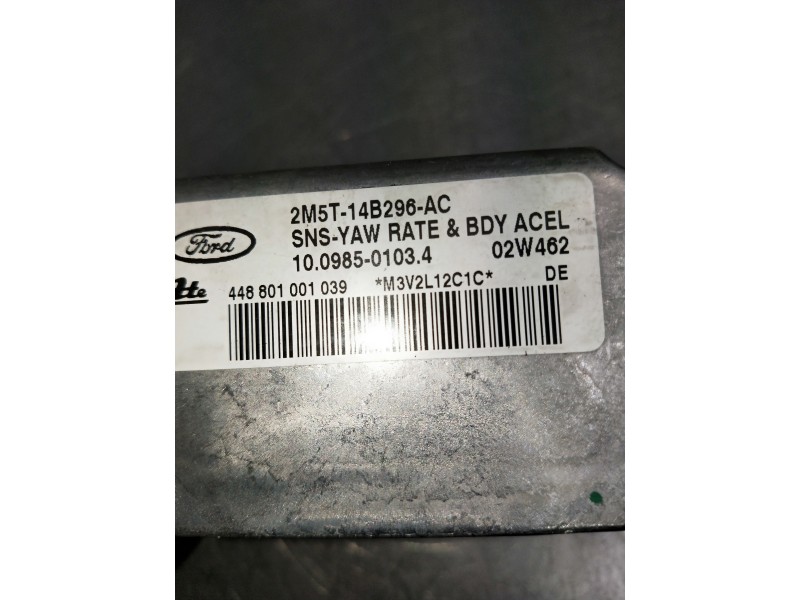 2M5T-14B296-AC
Ford SNS-YAW RATE & BDY ACEL
10.0985-0103.4 02W462
448 801 001 039 *M3V2L12C1C* DE